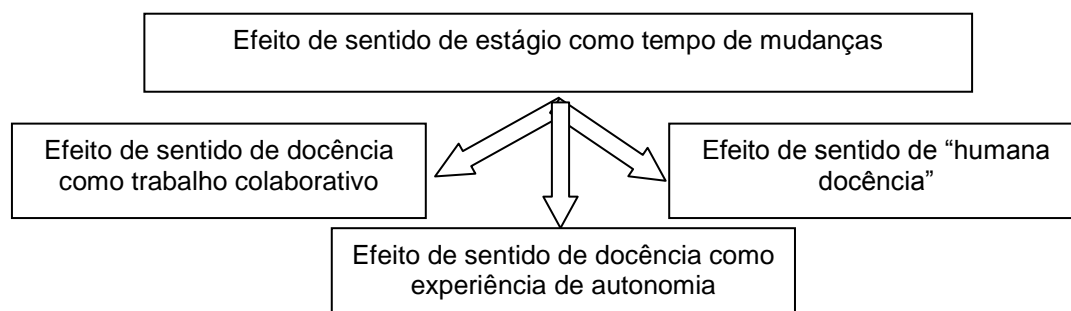 Efeito de sentido de estágio como tempo de mudanças
Efeito de sentido de docência
como trabalho colaborativo
Efeito de sentido de “humana
docência”
Efeito de sentido de docência como
experiência de autonomia